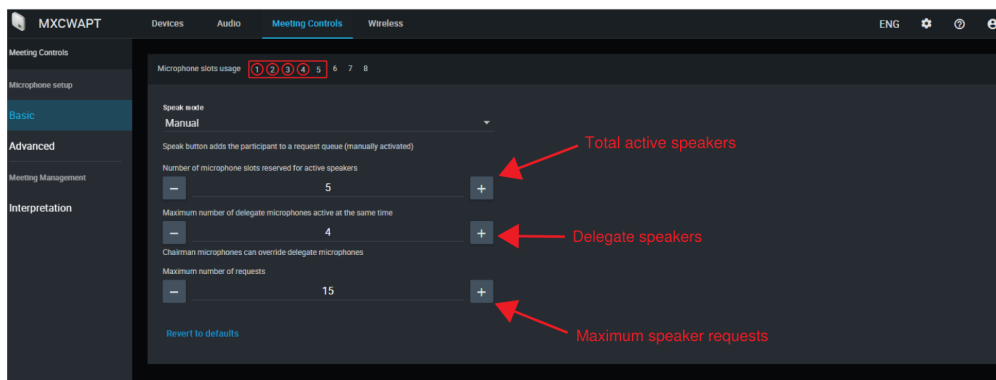 MXCWAPT Devices Audio Meeting Controls Wireless ENG
Meeting Controls
Microphone slots usage 1 2 3 4 5 6 7 8
Microphone setup
Basic
Advanced
Meeting Management
Interpretation
Speak mode
Manual
Speak button adds the participant to a request queue (manually activated)
Number of microphone slots reserved for active speakers
− 5 +
Total active speakers
Maximum number of delegate microphones active at the same time
− 4 +
Delegate speakers
Chairman microphones can override delegate microphones
Maximum number of requests
− 15 +
Maximum speaker requests
Revert to defaults